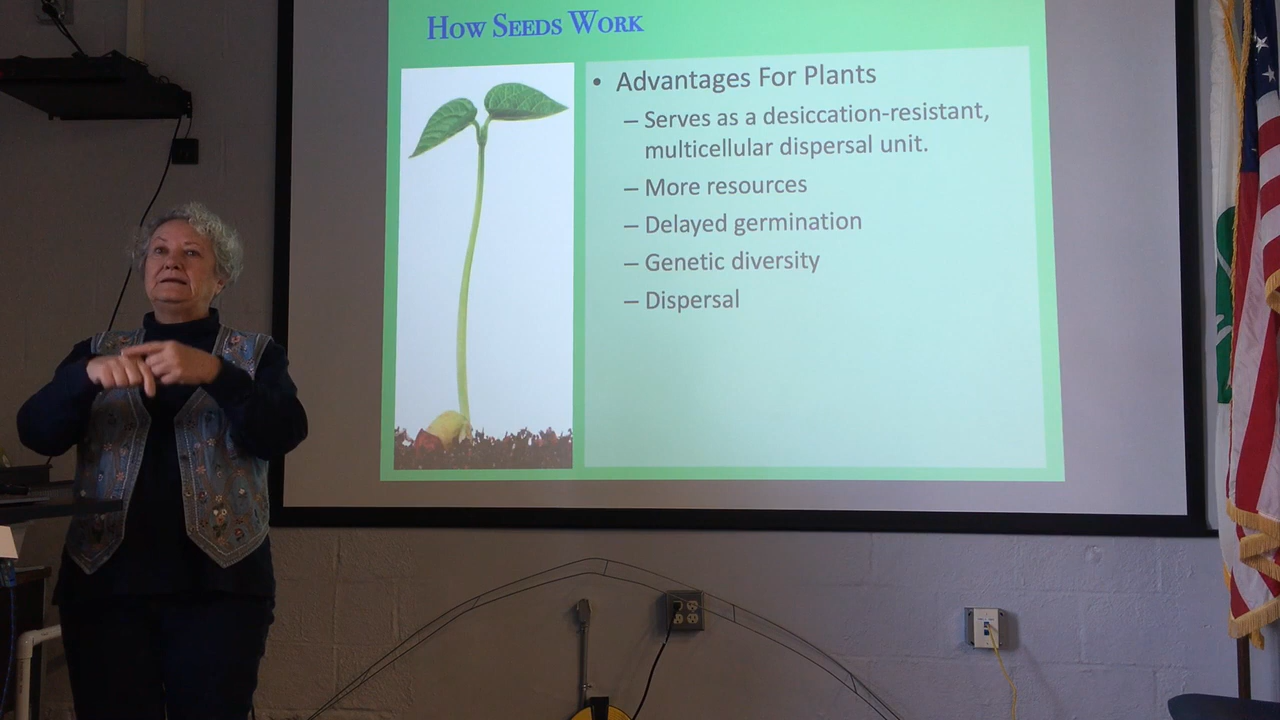 How Seeds Work
• Advantages For Plants
– Serves as a desiccation-resistant,
multicellular dispersal unit.
– More resources
– Delayed germination
– Genetic diversity
– Dispersal